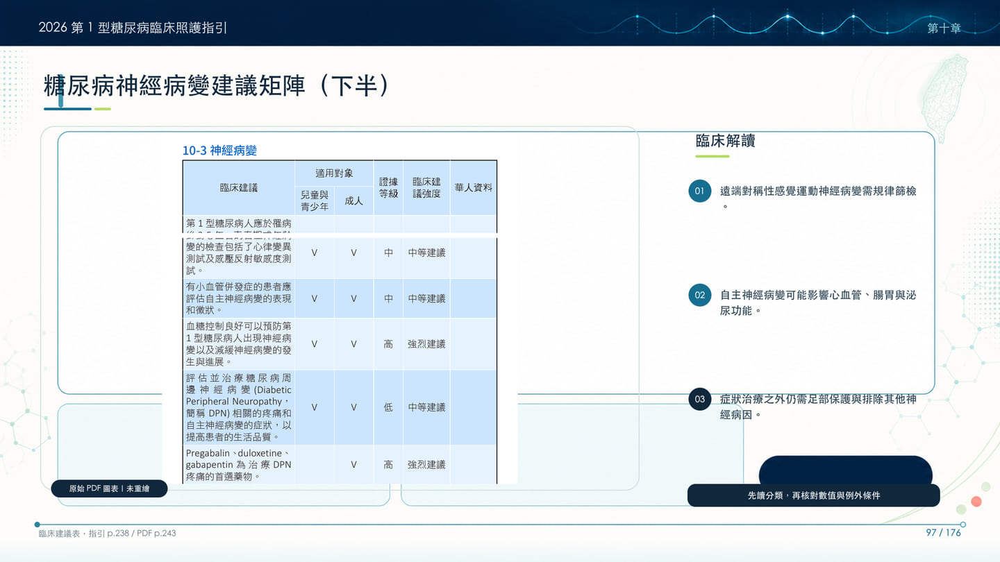 2026 第 1 型糖尿病臨床照護指引
第十章
糖尿病神經病變建議矩陣（下半）
10-3 神經病變
臨床建議
適用對象
兒童與
青少年
成人
證據
等級
臨床建
議強度
華人資料
第 1 型糖尿病人應於罹病
變的檢查包括了心律變異
測試及感壓反射敏感度測
試。
V
V
中
中等建議
有小血管併發症的患者應
評估自主神經病變的表現
和徵狀。
V
V
中
中等建議
血糖控制良好可以預防第
1 型糖尿病人出現神經病
變以及減緩神經病變的發
生與進展。
V
V
高
強烈建議
評估並治療糖尿病周
邊神經病變(Diabetic
Peripheral Neuropathy，
簡稱 DPN) 相關的疼痛和
自主神經病變的症狀，以
提高患者的生活品質。
V
V
低
中等建議
Pregabalin、duloxetine、
gabapentin 為治療 DPN
疼痛的首選藥物。
V
高
強烈建議
原始 PDF 圖表｜未重繪
臨床解讀
01
遠端對稱性感覺運動神經病變需規律篩檢
。
02
自主神經病變可能影響心血管、腸胃與泌
尿功能。
03
症狀治療之外仍需足部保護與排除其他神
經病因。
先讀分類，再核對數值與例外條件
臨床建議表，指引 p.238 / PDF p.243
97 / 176